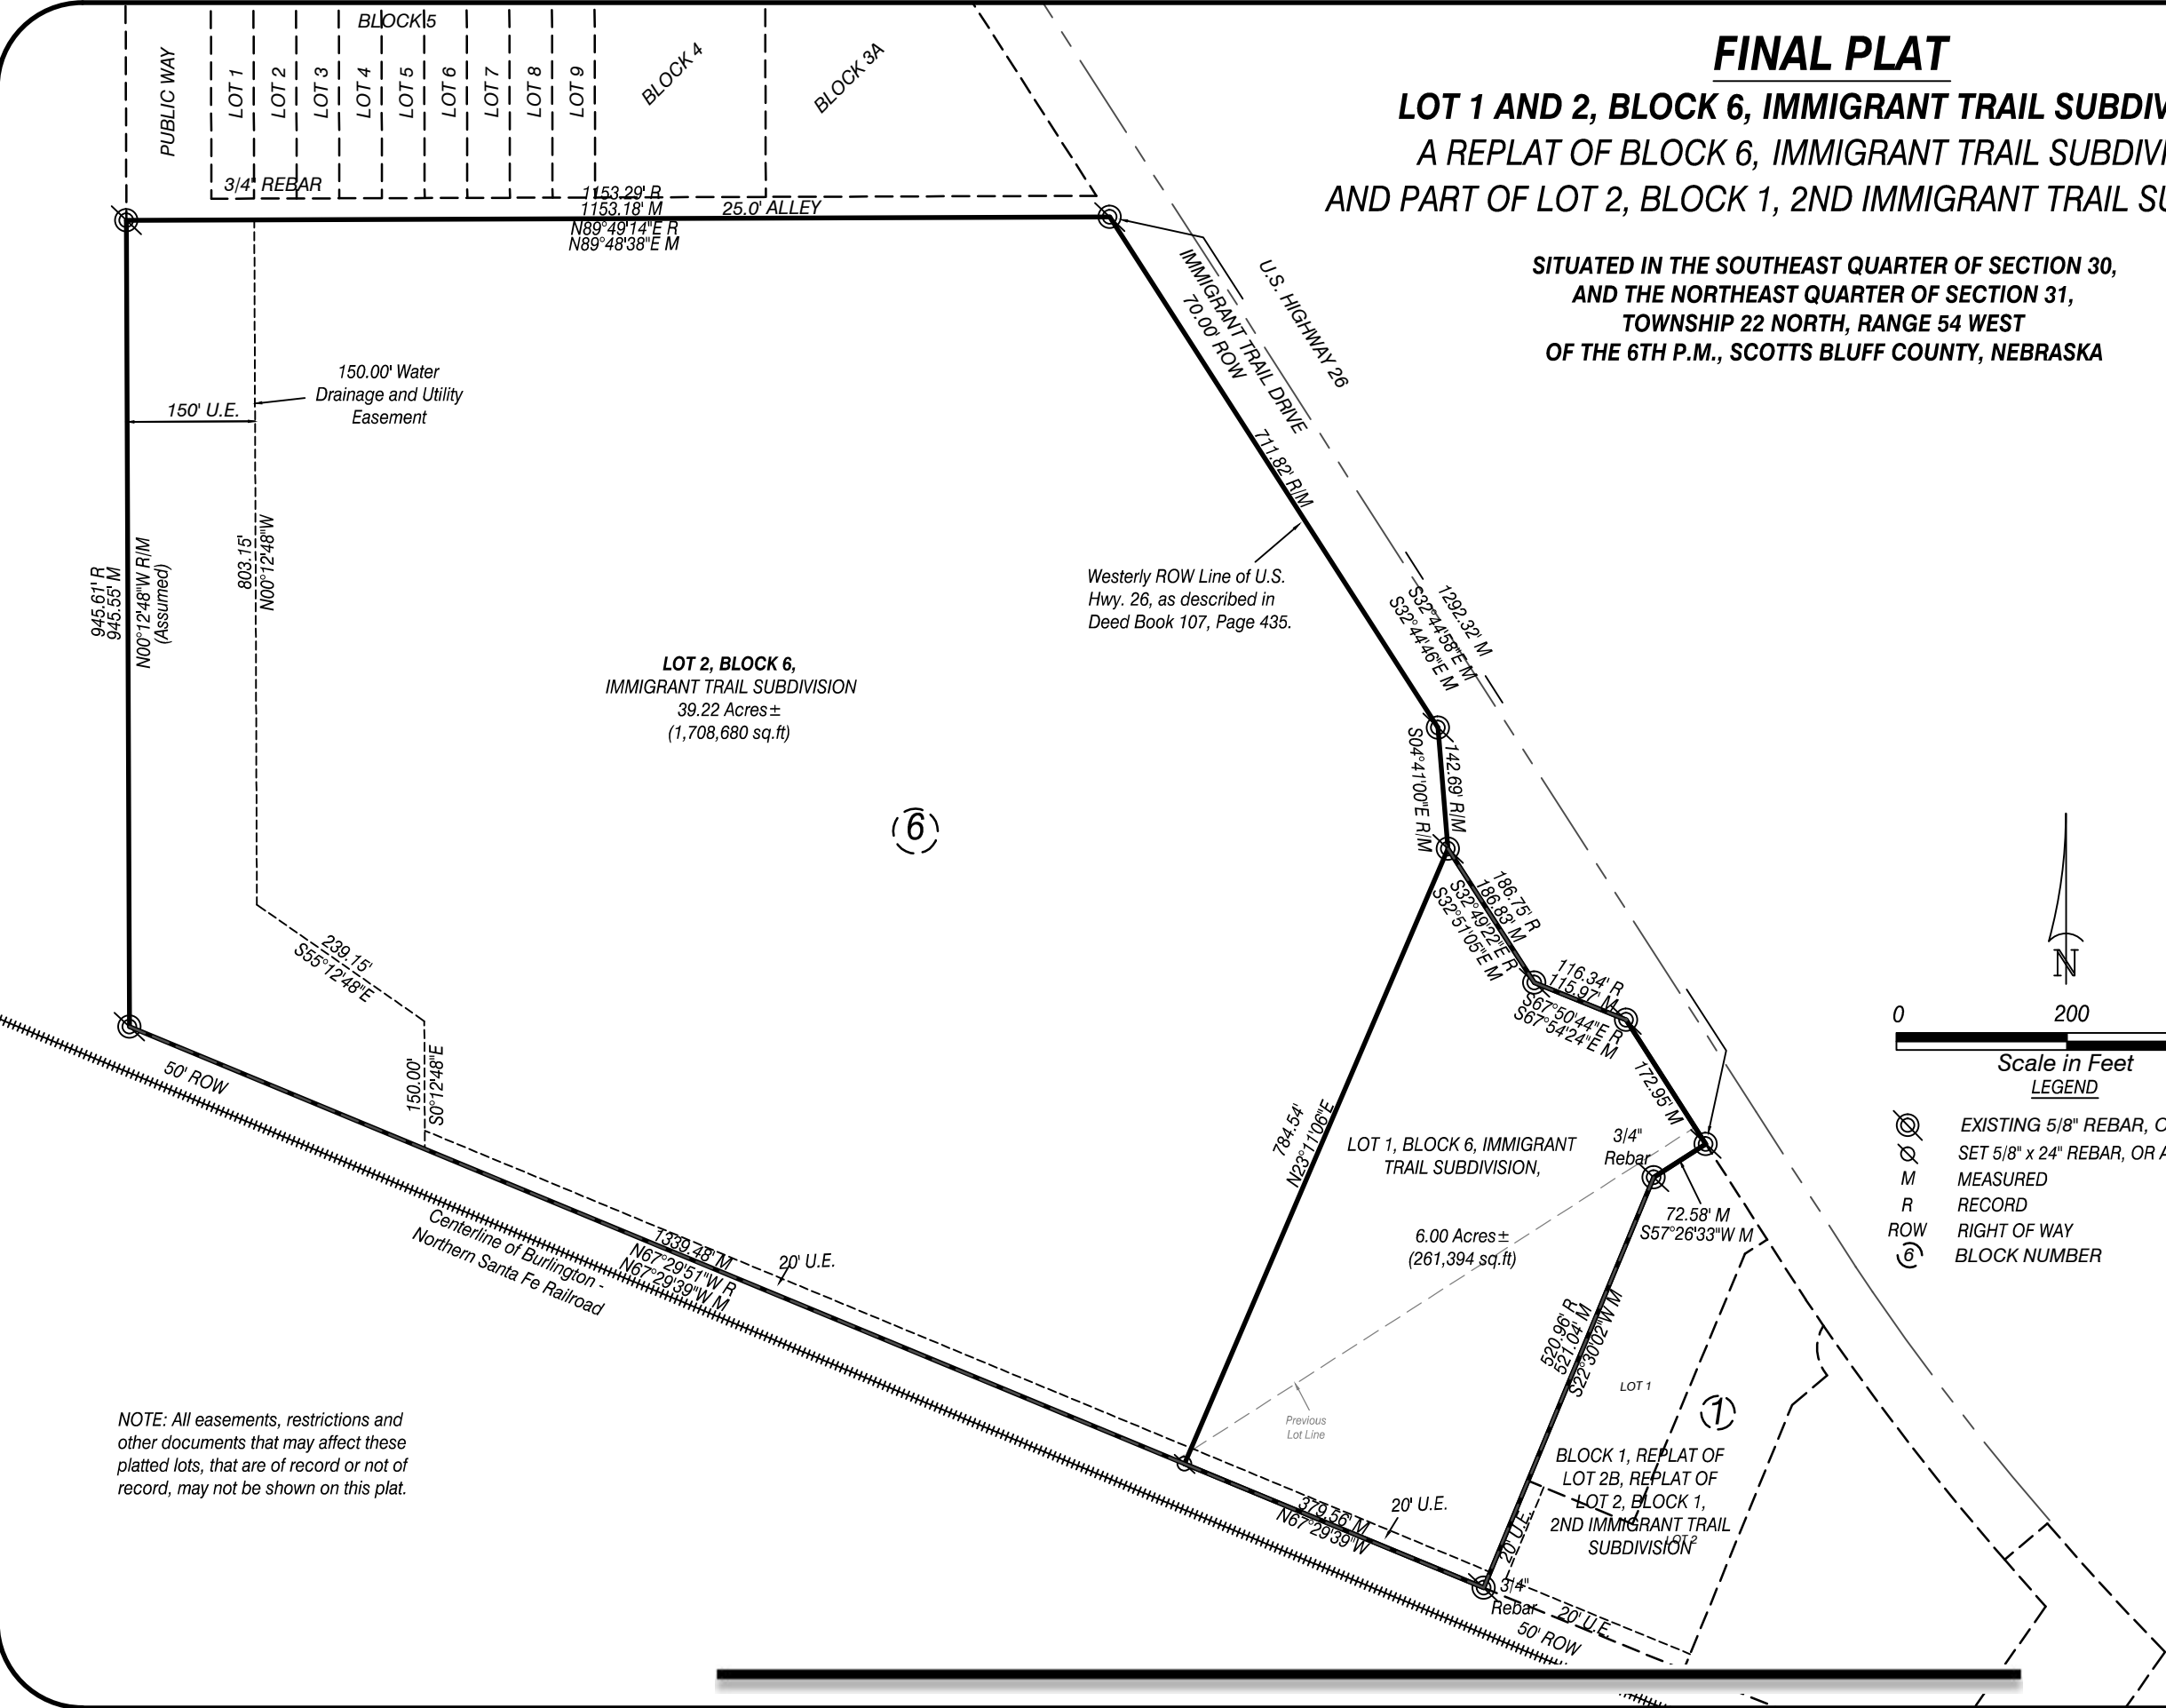 FINAL PLAT
LOT 1 AND 2, BLOCK 6, IMMIGRANT TRAIL SUBDIV
A REPLAT OF BLOCK 6, IMMIGRANT TRAIL SUBDIVI
AND PART OF LOT 2, BLOCK 1, 2ND IMMIGRANT TRAIL SU
SITUATED IN THE SOUTHEAST QUARTER OF SECTION 30,
AND THE NORTHEAST QUARTER OF SECTION 31,
TOWNSHIP 22 NORTH, RANGE 54 WEST
OF THE 6TH P.M., SCOTTS BLUFF COUNTY, NEBRASKA
BLOCK 5
PUBLIC WAY
LOT 1
LOT 2
LOT 3
LOT 4
LOT 5
LOT 6
LOT 7
LOT 8
LOT 9
BLOCK 4
BLOCK 3A
3/4" REBAR
1153.29' R
1153.18' M
25.0' ALLEY
N89°49'14"E R
N89°48'38"E M
IMMIGRANT TRAIL DRIVE
70.00' ROW
U.S. HIGHWAY 26
150.00' Water
Drainage and Utility
Easement
150' U.E.
711.82' R/M
945.61' R
945.55' M
N00°12'48"W R/M
(Assumed)
803.15'
N00°12'48"W
Westerly ROW Line of U.S.
Hwy. 26, as described in
Deed Book 107, Page 435.
1292.32' M
S32°44'58"E M
S32°44'46"E M
LOT 2, BLOCK 6,
IMMIGRANT TRAIL SUBDIVISION
39.22 Acres±
(1,708,680 sq.ft)
6
142.69' R/M
S04°41'00"E R/M
186.75' R
186.83' M
S32°49'22"E R
S32°51'05"E M
239.15'
S55°12'48"E
116.34' R
115.97' M
S67°50'44"E R
S67°54'24"E M
150.00'
S0°12'48"E
172.95' M
50' ROW
784.54'
N23°11'06"E
LOT 1, BLOCK 6, IMMIGRANT
TRAIL SUBDIVISION,
3/4"
Rebar
72.58' M
S57°26'33"W M
6.00 Acres±
(261,394 sq.ft)
Centerline of Burlington -
Northern Santa Fe Railroad
1339.48' M
N67°29'51"W R
N67°29'39"W M
20' U.E.
520.96' R
521.04' M
S22°30'02"W M
LOT 1
1
Previous
Lot Line
NOTE: All easements, restrictions and
other documents that may affect these
platted lots, that are of record or not of
record, may not be shown on this plat.
BLOCK 1, REPLAT OF
LOT 2B, REPLAT OF
LOT 2, BLOCK 1,
2ND IMMIGRANT TRAIL
SUBDIVISION
LOT 2
379.56' M
N67°29'39"W
20' U.E.
20' U.E.
3/4"
Rebar
20' U.E.
50' ROW
N
0 200
Scale in Feet
LEGEND
EXISTING 5/8" REBAR, O
SET 5/8" x 24" REBAR, OR A
M MEASURED
R RECORD
ROW RIGHT OF WAY
6 BLOCK NUMBER